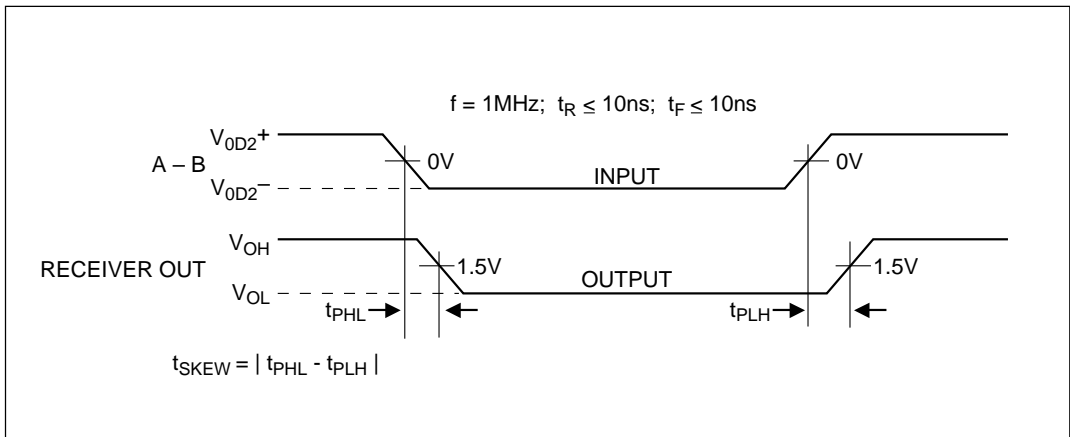 f = 1MHz; tR ≤ 10ns; tF ≤ 10ns
V0D2+
A – B
0V
0V
V0D2–
INPUT
VOH
RECEIVER OUT
1.5V
1.5V
VOL
OUTPUT
tPHL
tPLH
tSKEW = | tPHL - tPLH |